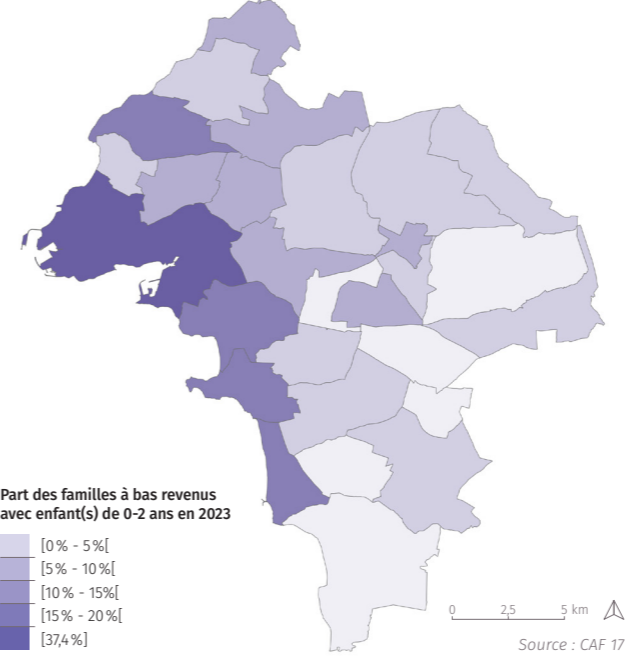 Part des familles à bas revenus
avec enfant(s) de 0-2 ans en 2023
[0 % - 5 %[
[5 % - 10 %[
[10 % - 15%[
[15 % - 20 %[
[37,4 %]
0 2,5 5 km
Source : CAF 17